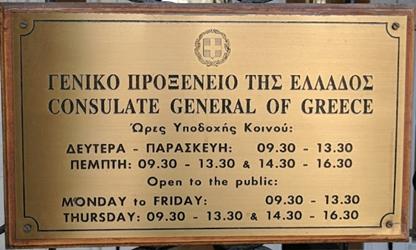 ΓΕΝΙΚΟ ΠΡΟΞΕΝΕΙΟ ΤΗΣ ΕΛΛΑΔΟΣ
CONSULATE GENERAL OF GREECE
Ώρες Υποδοχής Κοινού:
ΔΕΥΤΕΡΑ - ΠΑΡΑΣΚΕΥΗ: 09.30 - 13.30
ΠΕΜΠΤΗ: 09.30 - 13.30 & 14.30 - 16.30
Open to the public:
MONDAY to FRIDAY: 09.30 - 13.30
THURSDAY: 09.30 - 13.30 & 14.30 - 16.30